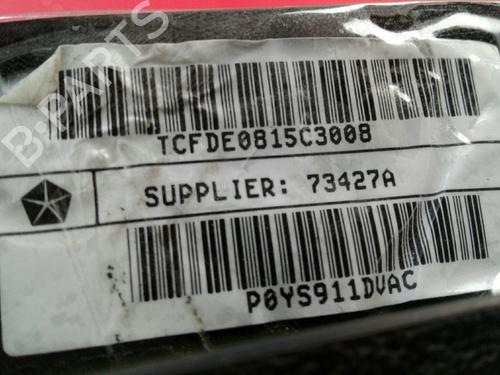 B-PARTS
TCFDE0815C3008
SUPPLIER: 73427A
P0YS911DVAC